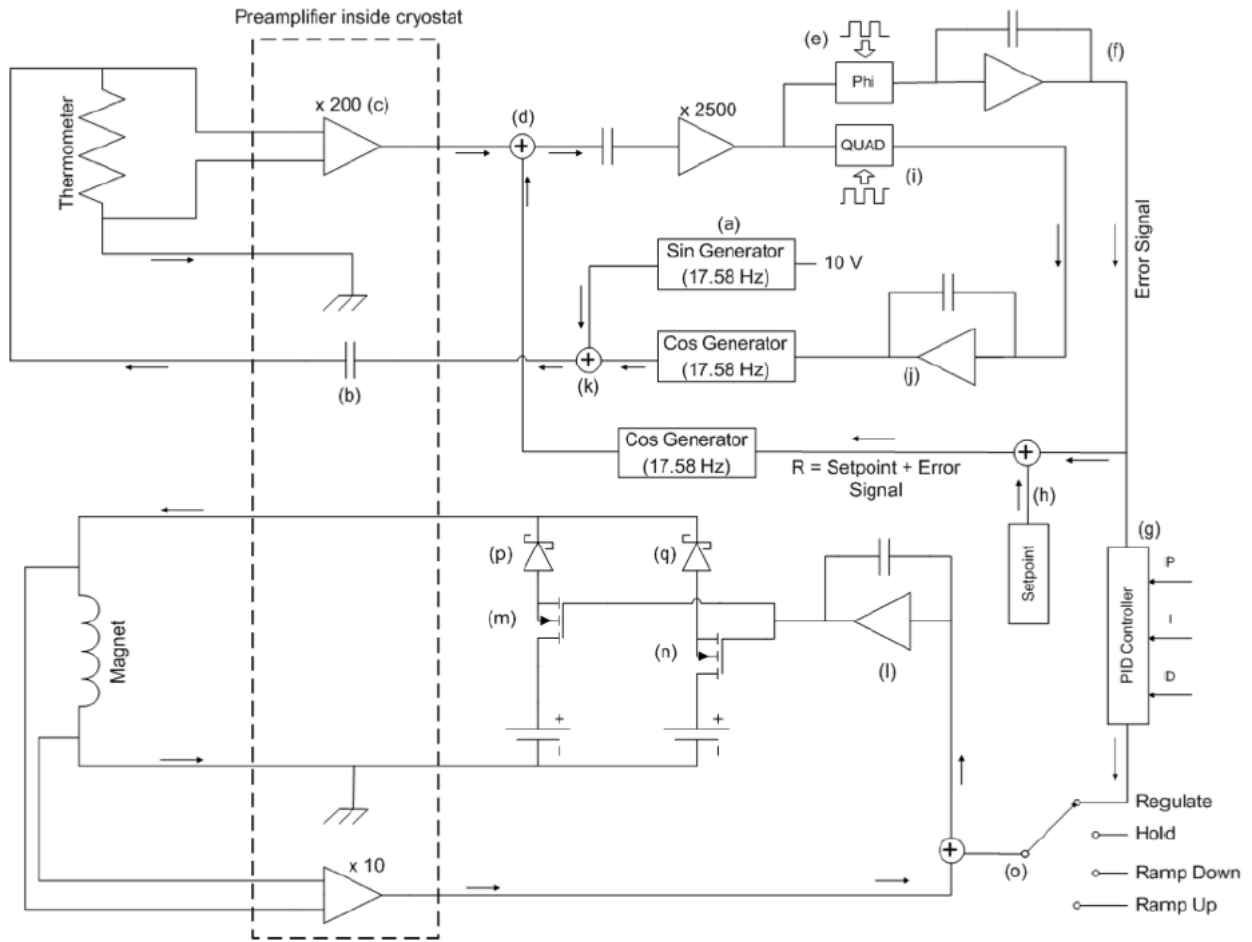 Preamplifier inside cryostat
Thermometer
x 200 (c)
(d)
x 2500
(e)
Phi
(f)
QUAD
(i)
(a)
Sin Generator
(17.58 Hz)
10 V
Error Signal
(b)
(k)
Cos Generator
(17.58 Hz)
(j)
Cos Generator
(17.58 Hz)
R = Setpoint + Error
Signal
(h)
Setpoint
(g)
PID Controller
P
I
D
Magnet
(p)
(q)
(m)
(n)
(l)
+
+
x 10
(o)
Regulate
Hold
Ramp Down
Ramp Up